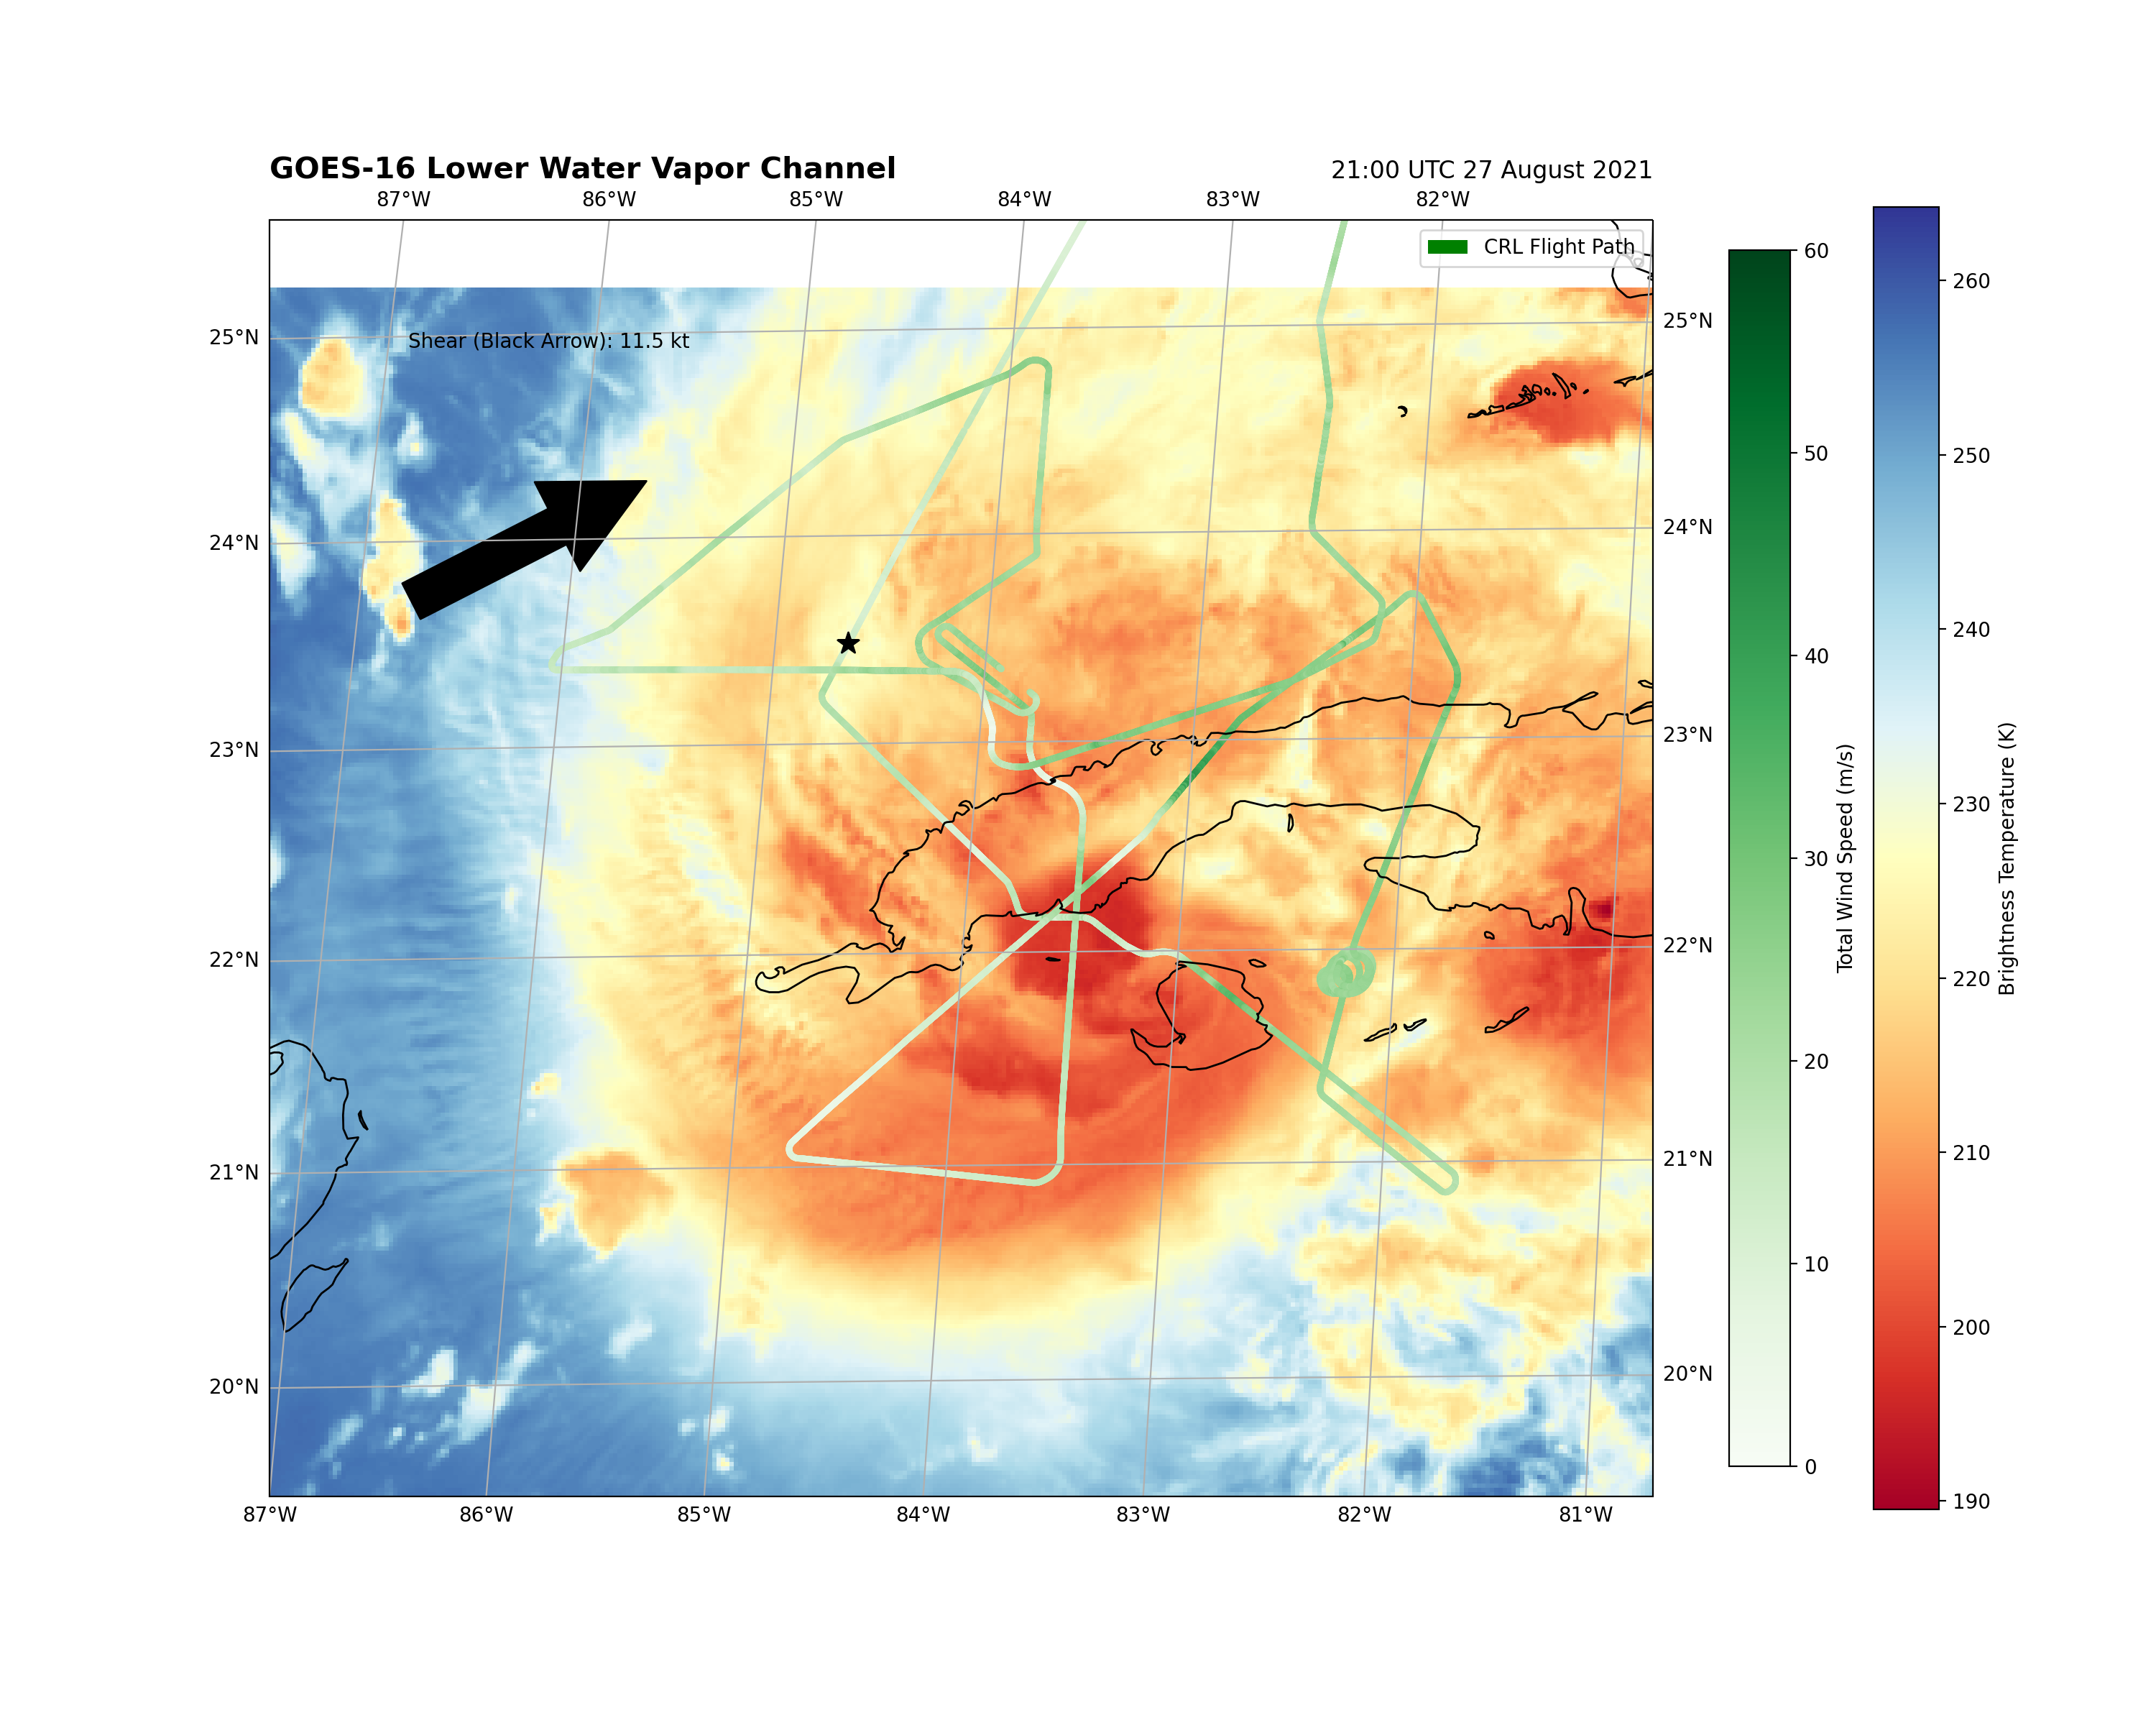 GOES-16 Lower Water Vapor Channel
21:00 UTC 27 August 2021
87°W 86°W 85°W 84°W 83°W 82°W
CRL Flight Path
Shear (Black Arrow): 11.5 kt
25°N
24°N
23°N
22°N
21°N
20°N
25°N
24°N
23°N
22°N
21°N
20°N
87°W 86°W 85°W 84°W 83°W 82°W 81°W
60
50
40
30
20
10
0
Total Wind Speed (m/s)
260
250
240
230
220
210
200
190
Brightness Temperature (K)